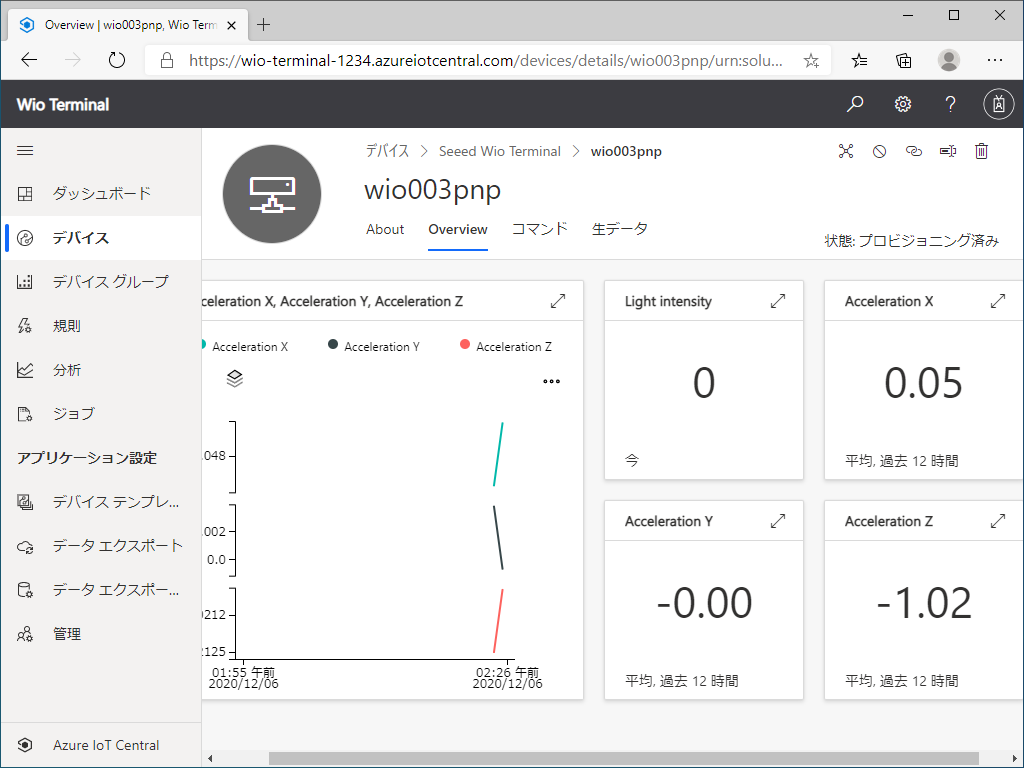 Overview | wio003pnp, Wio Term
https://wio-terminal-1234.azureiotcentral.com/devices/details/wio003pnp/urn:solu...
Wio Terminal
ダッシュボード
デバイス
デバイス グループ
規則
分析
ジョブ
アプリケーション設定
デバイス テンプレ...
データ エクスポート
データ エクスポー...
管理
Azure IoT Central
デバイス > Seeed Wio Terminal > wio003pnp
wio003pnp
About Overview コマンド 生データ
状態: プロビジョニング済み
celeration X, Acceleration Y, Acceleration Z
Acceleration X Acceleration Y Acceleration Z
.048
.002
0.0
0212
1125
01:55 午前 02:26 午前
2020/12/06 2020/12/06
Light intensity
0
今
Acceleration X
0.05
平均, 過去 12 時間
Acceleration Y
-0.00
平均, 過去 12 時間
Acceleration Z
-1.02
平均, 過去 12 時間